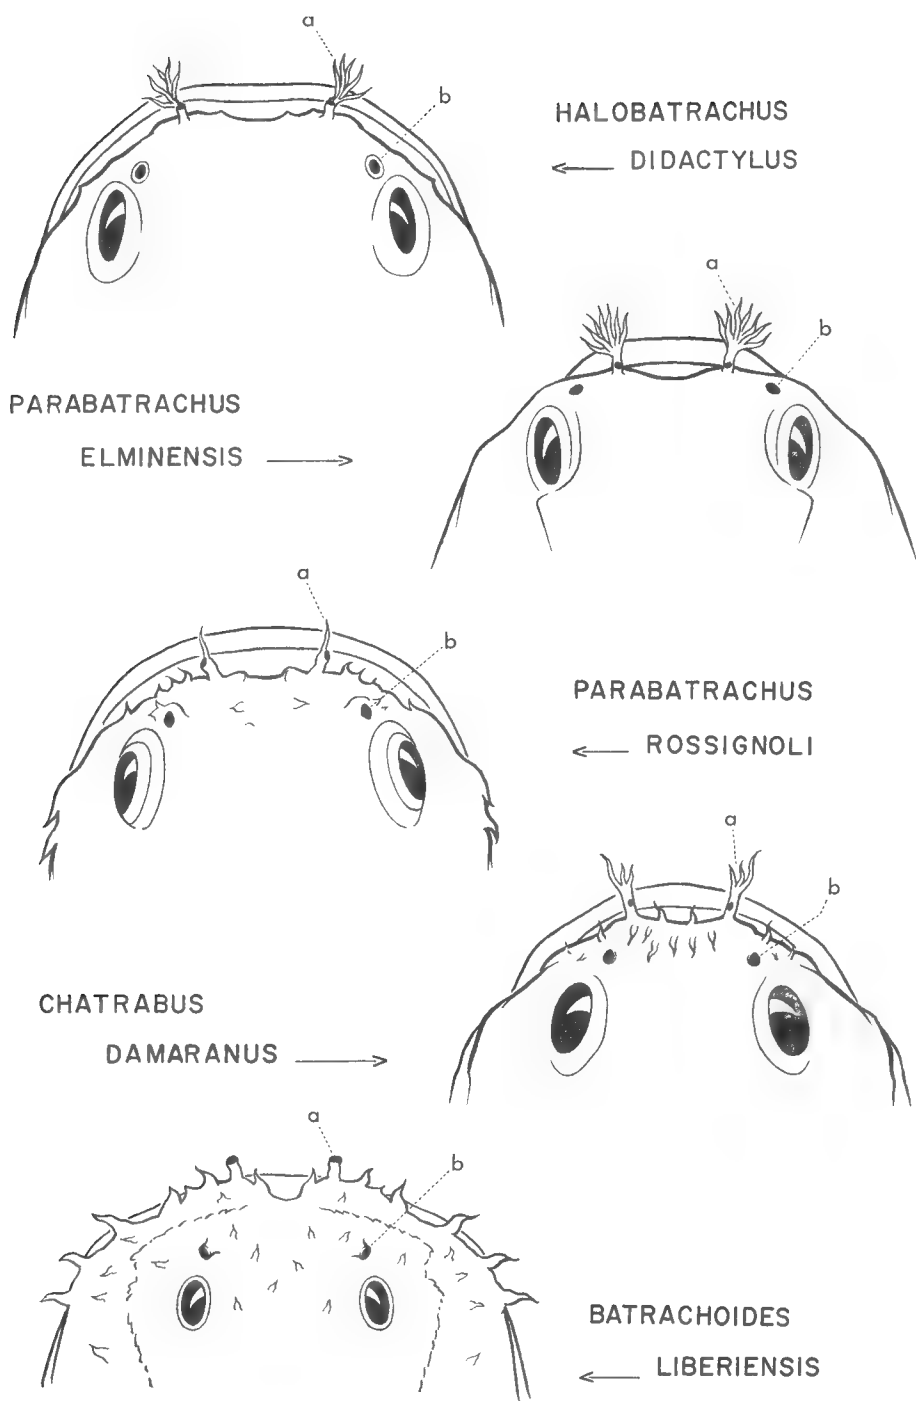 a
b
HALOBATRACHUS
DIDACTYLUS
a
b
PARABATRACHUS
ELMINENSIS
a
b
PARABATRACHUS
ROSSIGNOLI
a
b
CHATRABUS
DAMARANUS
a
b
BATRACHOIDES
LIBERIENSIS